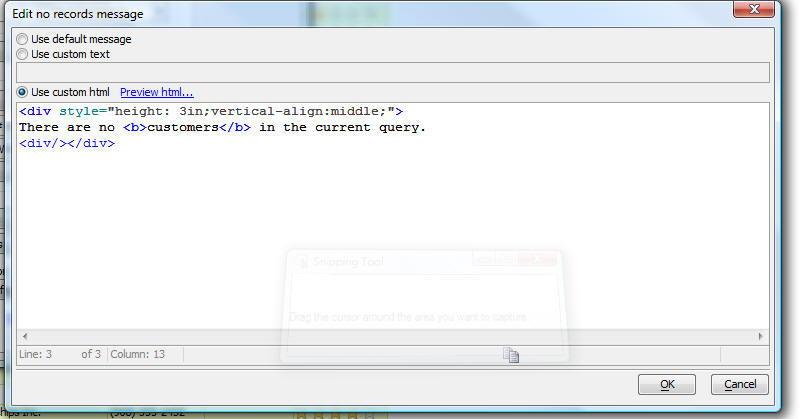 Edit no records message
Use default message
Use custom text
Use custom html Preview html...
<div style="height: 3in;vertical-align:middle;">
There are no <b>customers</b> in the current query.
<div/></div>
Snipping Tool
Drag the cursor around the area you want to capture
Line: 3 of 3 Column: 13
OK Cancel